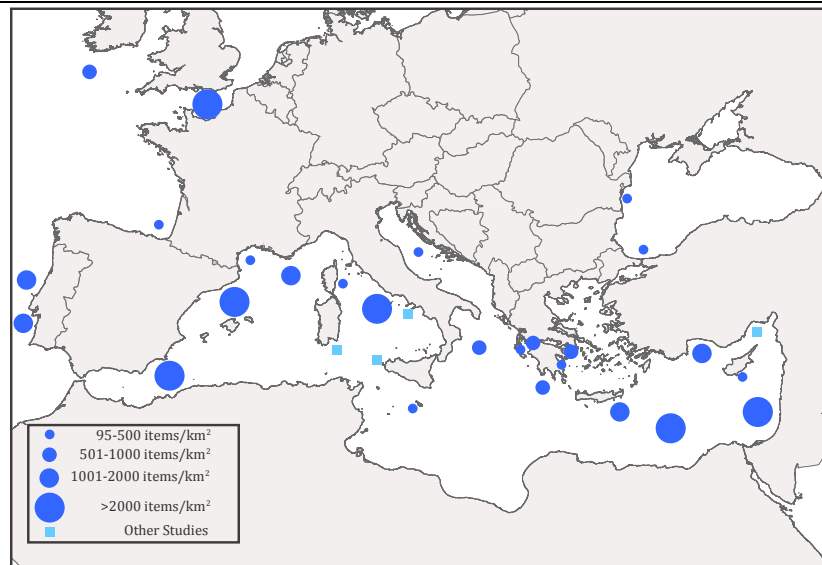 95-500 items/km²
501-1000 items/km²
1001-2000 items/km²
>2000 items/km²
Other Studies